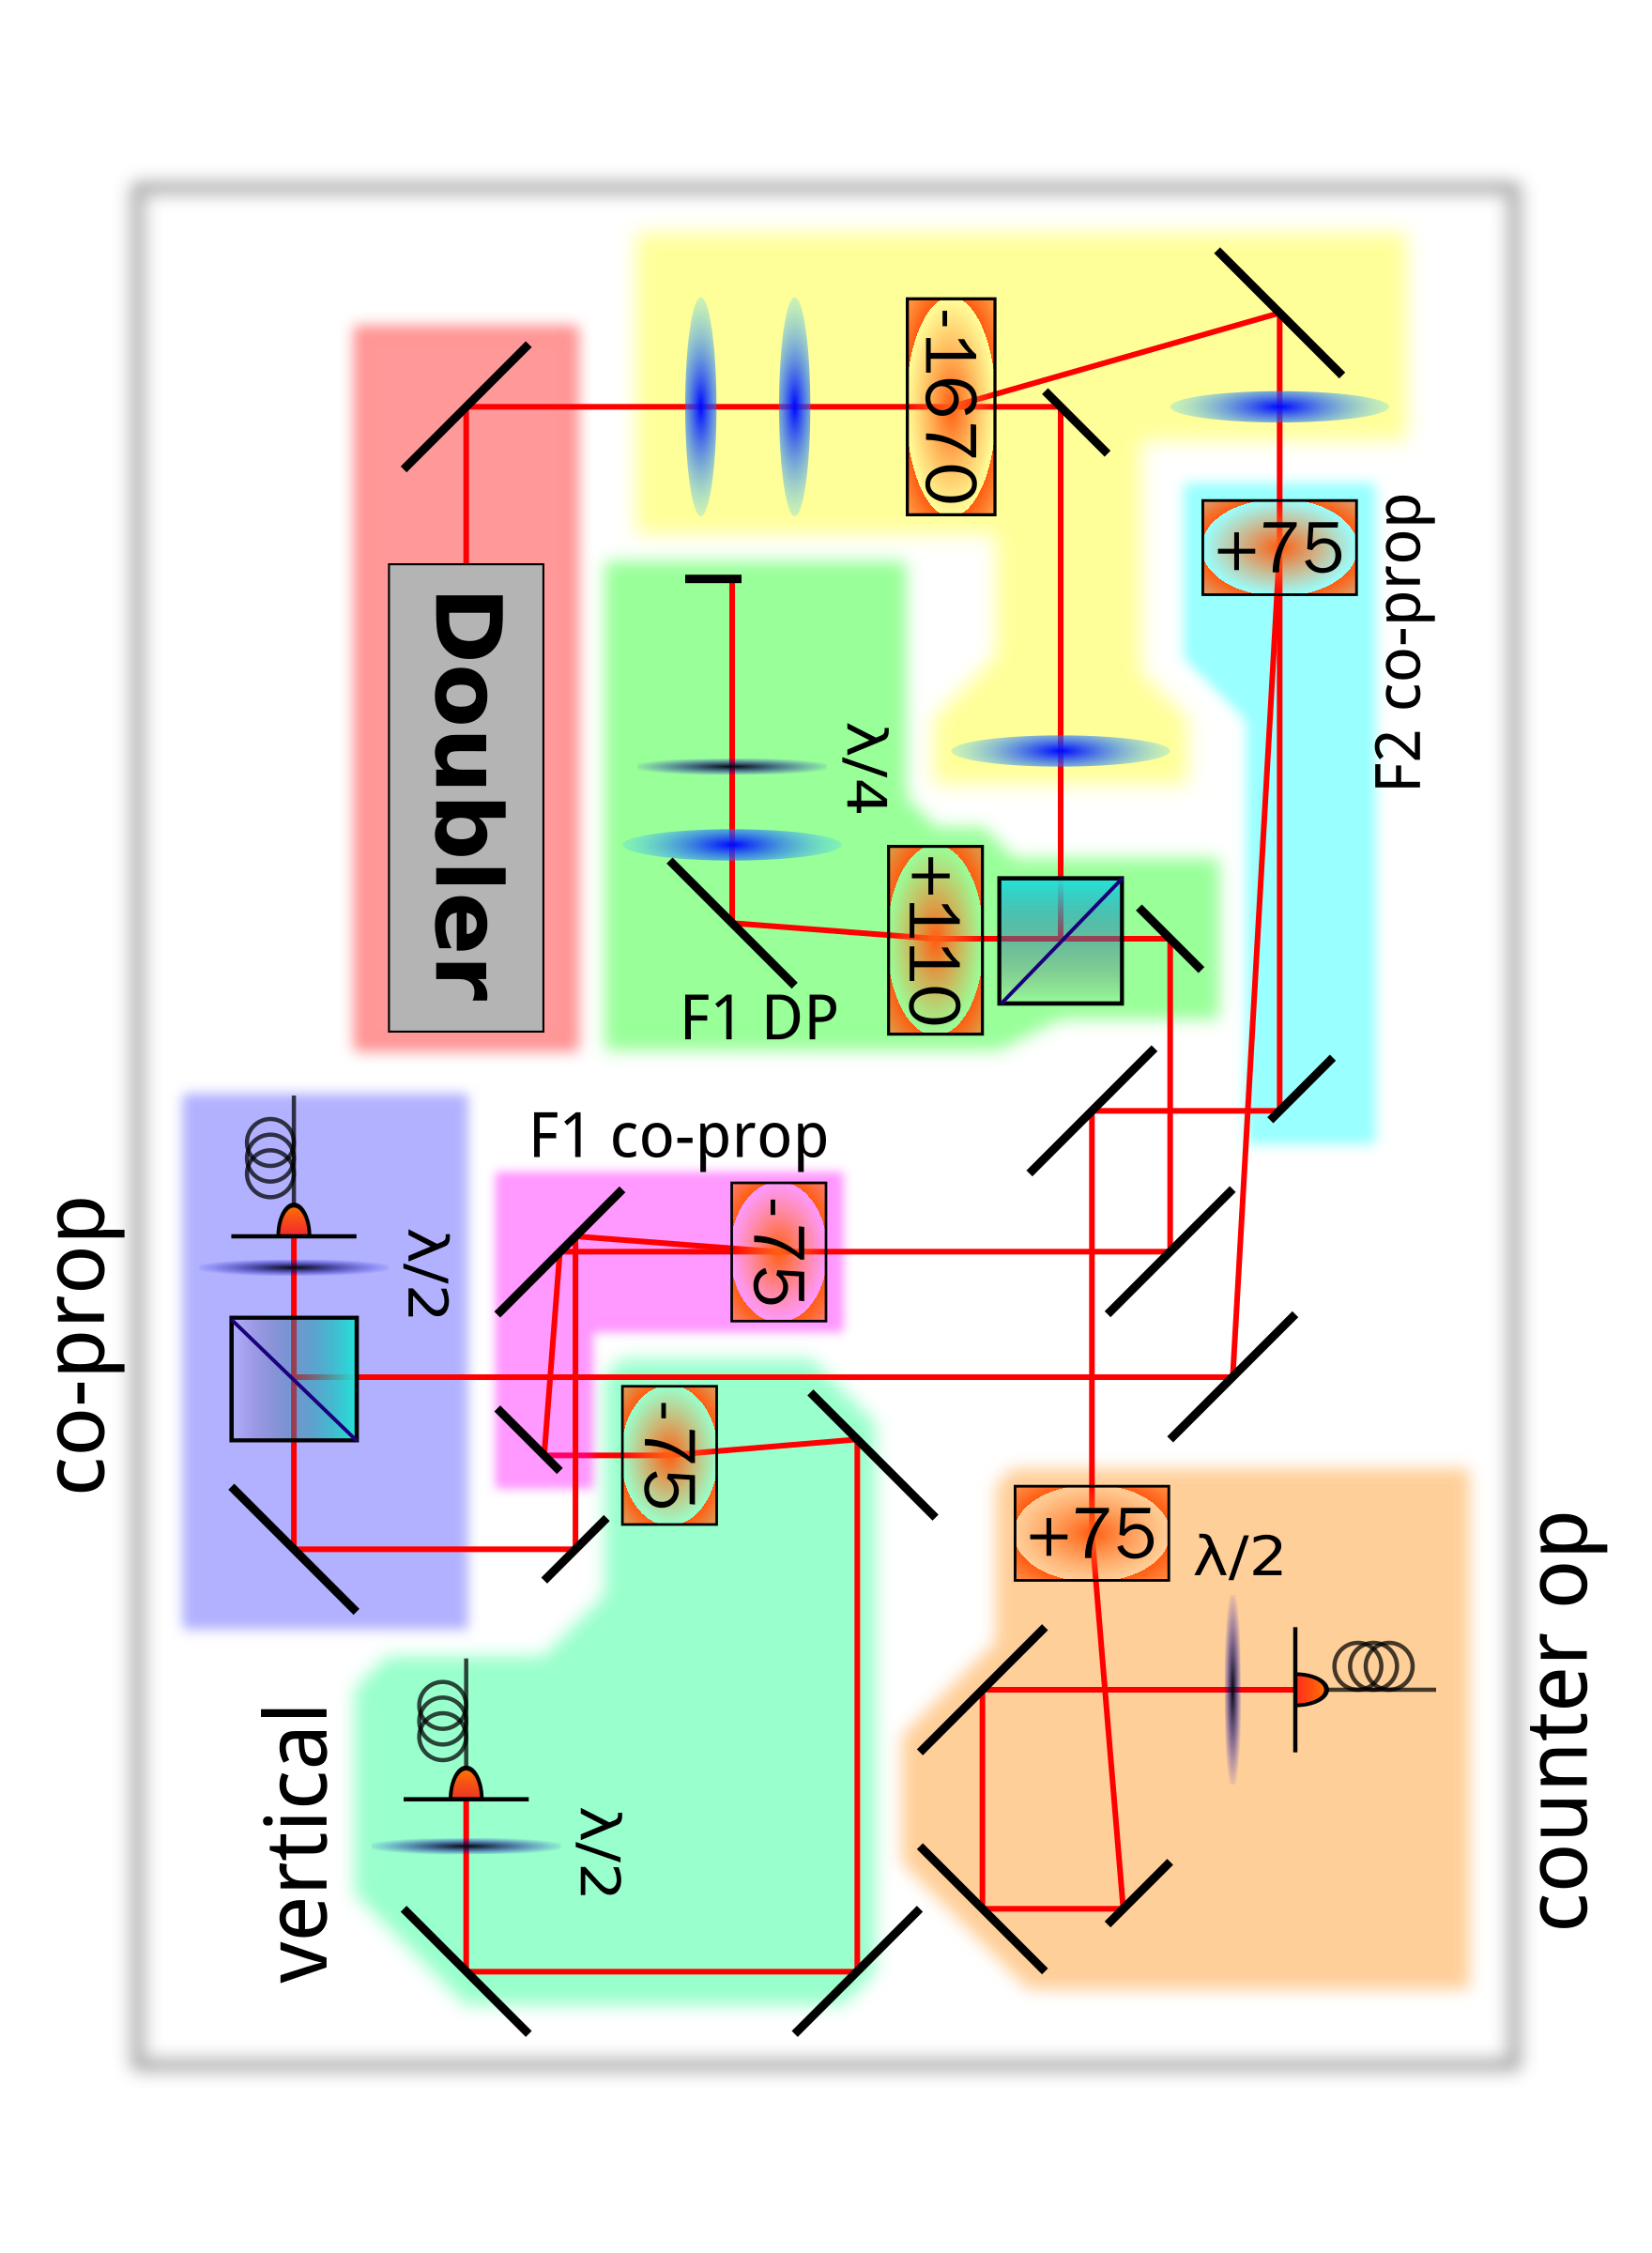 -1670
+75
F2 co-prop
Doubler
λ/4
+110
F1 DP
F1 co-prop
-75
co-prop
λ/2
-75
+75
λ/2
counter op
vertical
λ/2